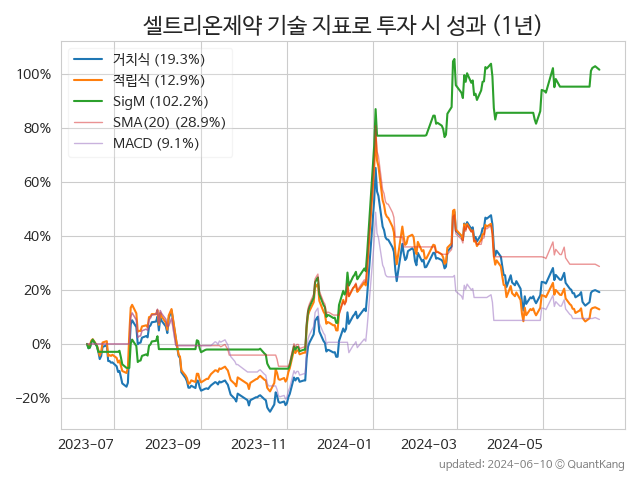 셀트리온제약 기술 지표로 투자 시 성과 (1년)
거치식 (19.3%)
적립식 (12.9%)
SigM (102.2%)
SMA(20) (28.9%)
MACD (9.1%)
100%
80%
60%
40%
20%
0%
−20%
2023-07
2023-09
2023-11
2024-01
2024-03
2024-05
updated: 2024-06-10 © QuantKang